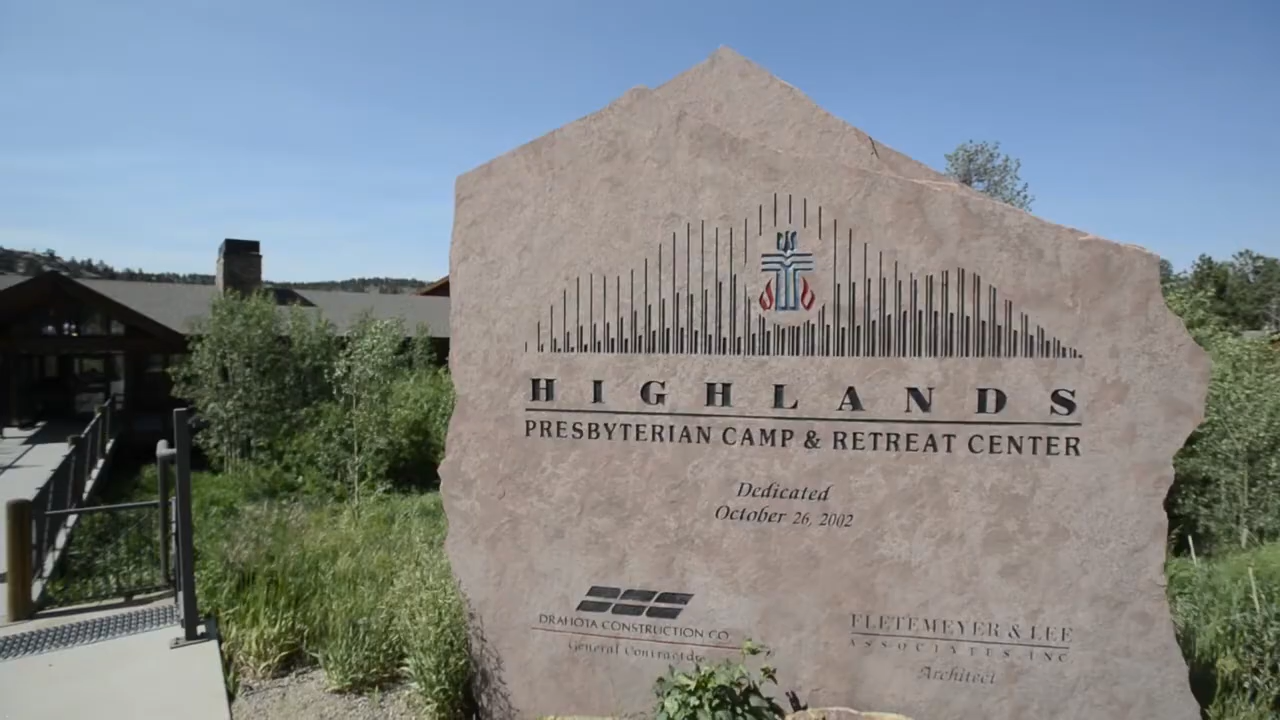 HIGHLANDS
PRESBYTERIAN CAMP & RETREAT CENTER
Dedicated
October 26, 2002
DRAHOTA CONSTRUCTION CO.
General Contractor
FLETEMEYER & LEE
ASSOCIATES, INC.
Architect